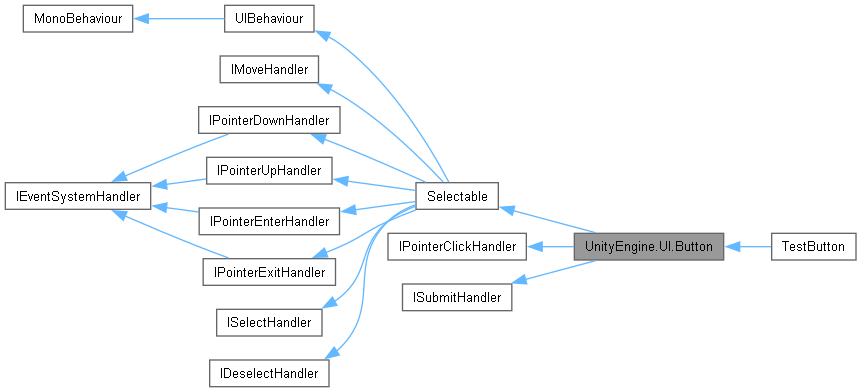 MonoBehaviour
UIBehaviour
IMoveHandler
IPointerDownHandler
IPointerUpHandler
IEventSystemHandler
Selectable
IPointerEnterHandler
IPointerClickHandler
UnityEngine.UI.Button
TestButton
IPointerExitHandler
ISubmitHandler
ISelectHandler
IDeselectHandler